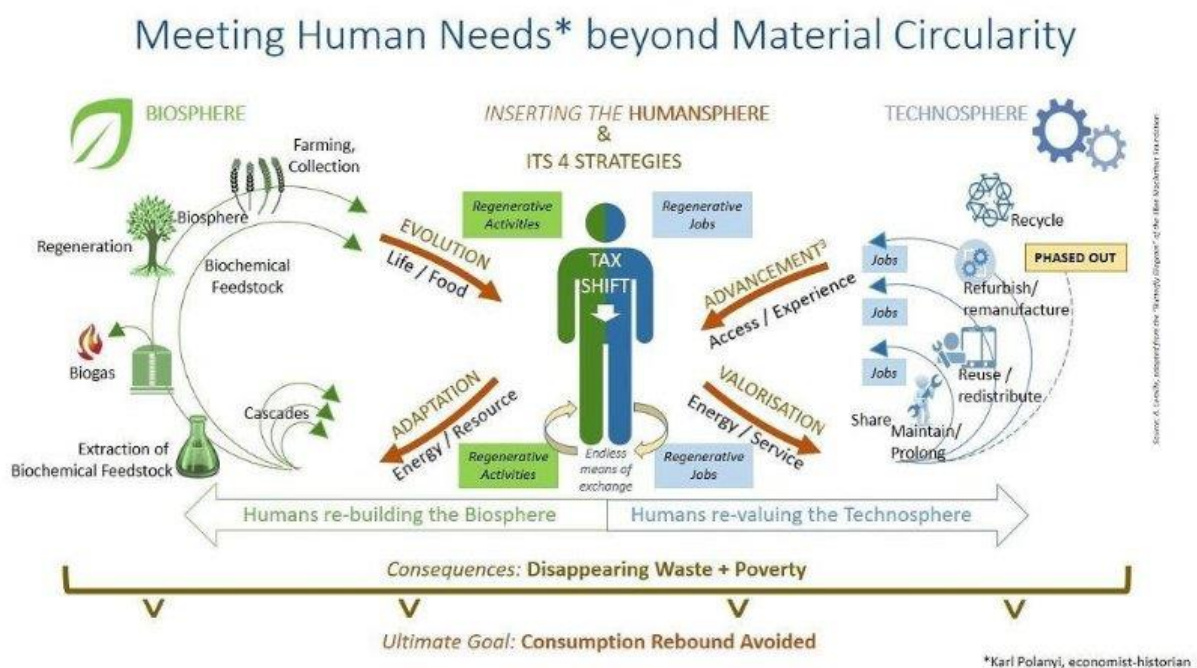 Meeting Human Needs* beyond Material Circularity
BIOSPHERE
INSERTING THE HUMANSPHERE
&
ITS 4 STRATEGIES
TECHNOSPHERE
Farming,
Collection
Biosphere
Regeneration
Biochemical
Feedstock
Biogas
Cascades
Extraction of
Biochemical Feedstock
EVOLUTION
Life / Food
ADAPTATION
Energy / Resource
Regenerative
Activities
Regenerative
Jobs
TAX
SHIFT
Regenerative
Activities
Endless
means of
exchange
Regenerative
Jobs
ADVANCEMENT³
Access / Experience
VALORISATION
Energy / Service
Recycle
PHASED OUT
Jobs
Refurbish/
remanufacture
Jobs
Jobs
Reuse /
redistribute
Share
Maintain/
Prolong
Humans re-building the Biosphere
Humans re-valuing the Technosphere
Consequences: Disappearing Waste + Poverty
Ultimate Goal: Consumption Rebound Avoided
*Karl Polanyi, economist-historian